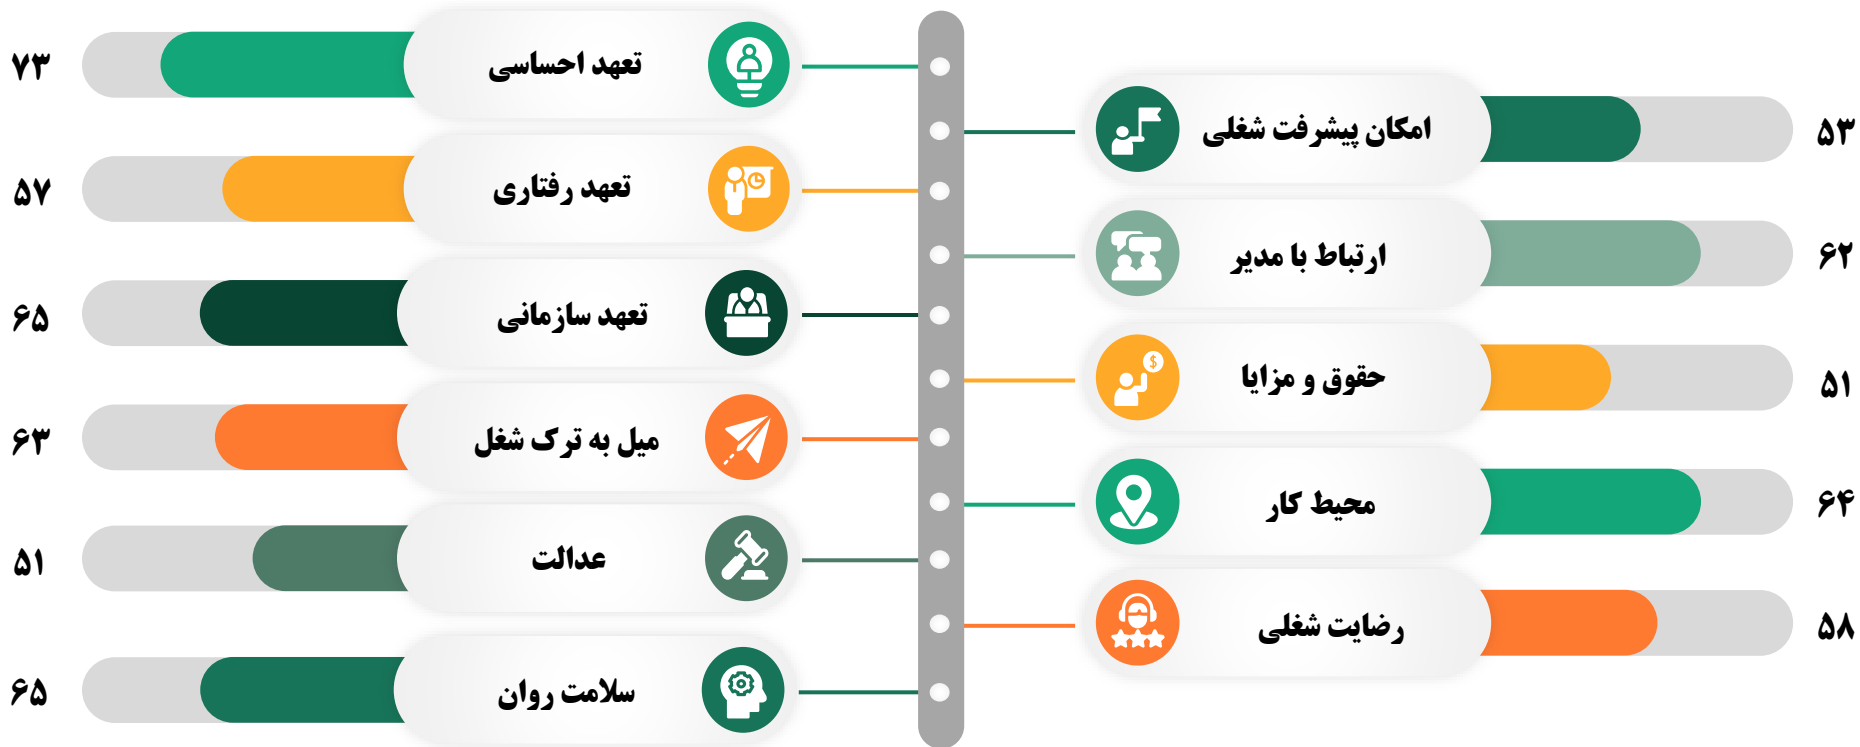 تعهد احساسی ۷۳
امکان پیشرفت شغلی ۵۳
تعهد رفتاری ۵۷
ارتباط با مدیر ۶۲
تعهد سازمانی ۶۵
حقوق و مزایا ۵۱
میل به ترک شغل ۶۳
محیط کار ۶۴
عدالت ۵۱
رضایت شغلی ۵۸
سلامت روان ۶۵